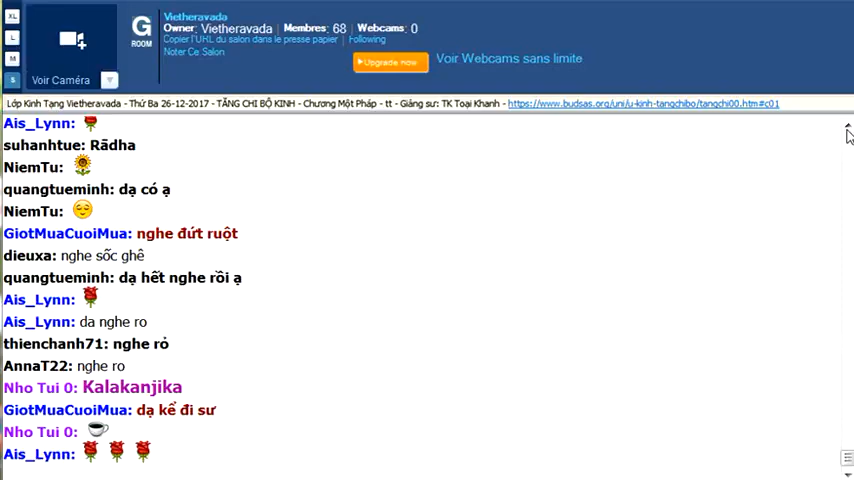 XL
L
M
S
Voir Caméra
G
ROOM
Vietheravada
Owner: Vietheravada | Membres: 68 | Webcams: 0
Copier l'URL du salon dans le presse papier | Following
Noter Ce Salon
Upgrade now
Voir Webcams sans limite
Lớp Kinh Tạng Vietheravada - Thứ Ba 26-12-2017 - TĂNG CHI BỘ KINH - Chương Một Pháp - tt - Giảng sư: TK Toại Khanh - https://www.budsas.org/uni/u-kinh-tangchibo/tangchi00.htm#c01
Ais_Lynn:
suhanhtue: Rādha
NiemTu:
quangtueminh: dạ có ạ
NiemTu:
GiotMuaCuoiMua: nghe đứt ruột
dieuxa: nghe sốc ghê
quangtueminh: dạ hết nghe rồi ạ
Ais_Lynn:
Ais_Lynn: da nghe ro
thienchanh71: nghe rỏ
AnnaT22: nghe ro
Nho Tui 0: Kalakanjika
GiotMuaCuoiMua: dạ kể đi sư
Nho Tui 0:
Ais_Lynn: